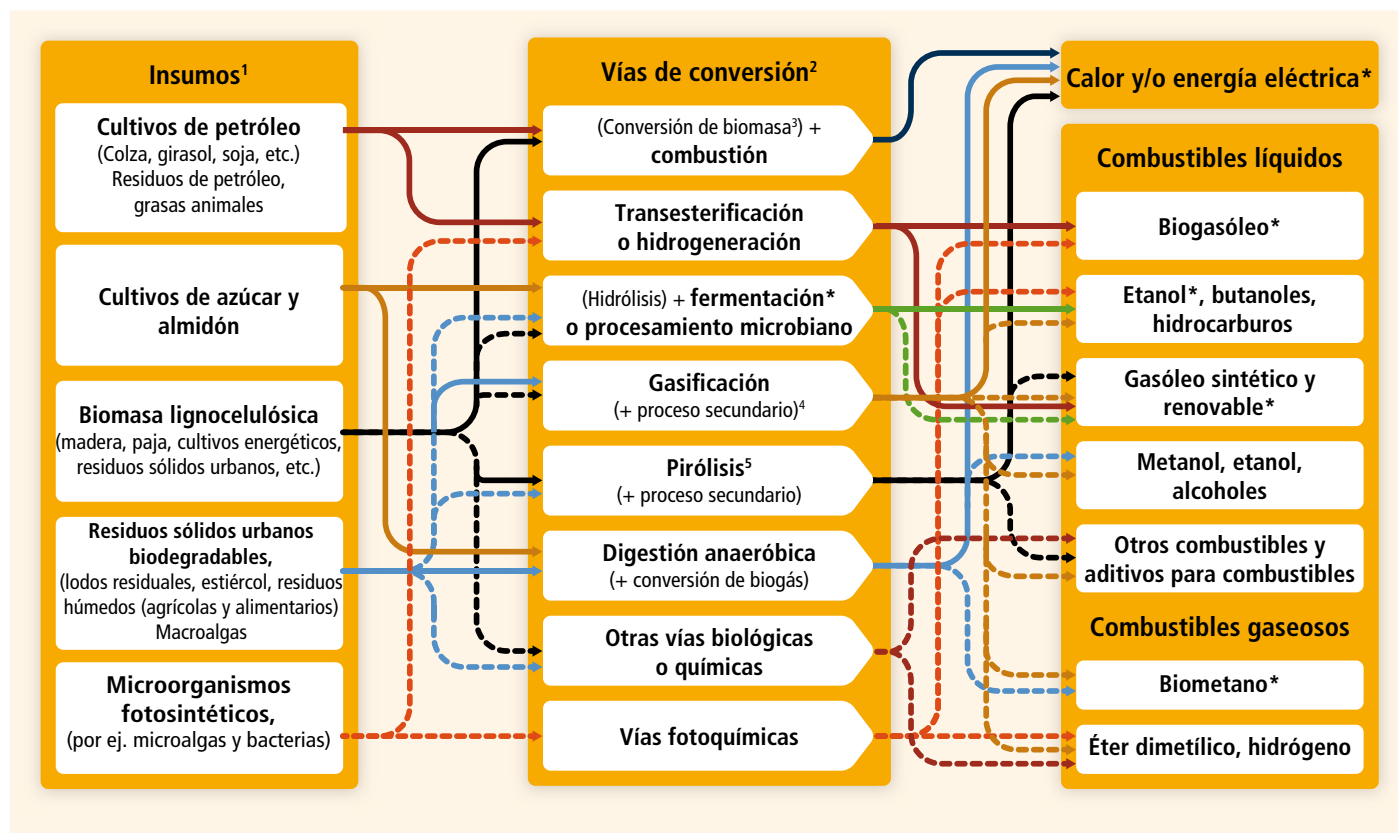 Insumos¹
Cultivos de petróleo
(Colza, girasol, soja, etc.)
Residuos de petróleo,
grasas animales
Cultivos de azúcar y
almidón
Biomasa lignocelulósica
(madera, paja, cultivos energéticos,
residuos sólidos urbanos, etc.)
Residuos sólidos urbanos
biodegradables,
(lodos residuales, estiércol, residuos
húmedos (agrícolas y alimentarios)
Macroalgas
Microorganismos
fotosintéticos,
(por ej. microalgas y bacterias)
Vías de conversión²
(Conversión de biomasa³) +
combustión
Transesterificación
o hidrogeneración
(Hidrólisis) + fermentación*
o procesamiento microbiano
Gasificación
(+ proceso secundario)⁴
Pirólisis⁵
(+ proceso secundario)
Digestión anaeróbica
(+ conversión de biogás)
Otras vías biológicas
o químicas
Vías fotoquímicas
Calor y/o energía eléctrica*
Combustibles líquidos
Biogasóleo*
Etanol*, butanoles,
hidrocarburos
Gasóleo sintético y
renovable*
Metanol, etanol,
alcoholes
Otros combustibles y
aditivos para combustibles
Combustibles gaseosos
Biometano*
Éter dimetílico, hidrógeno